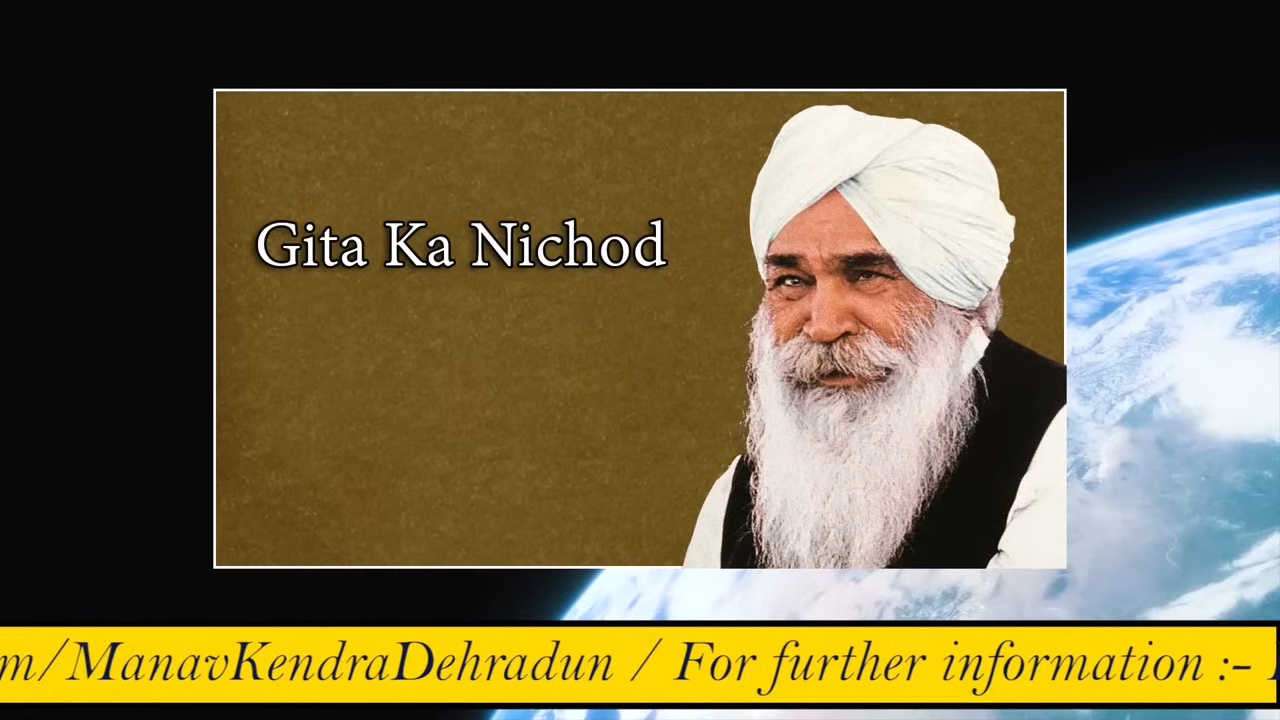 Gita Ka Nichod
m/ManavKendraDehradun / For further information :-